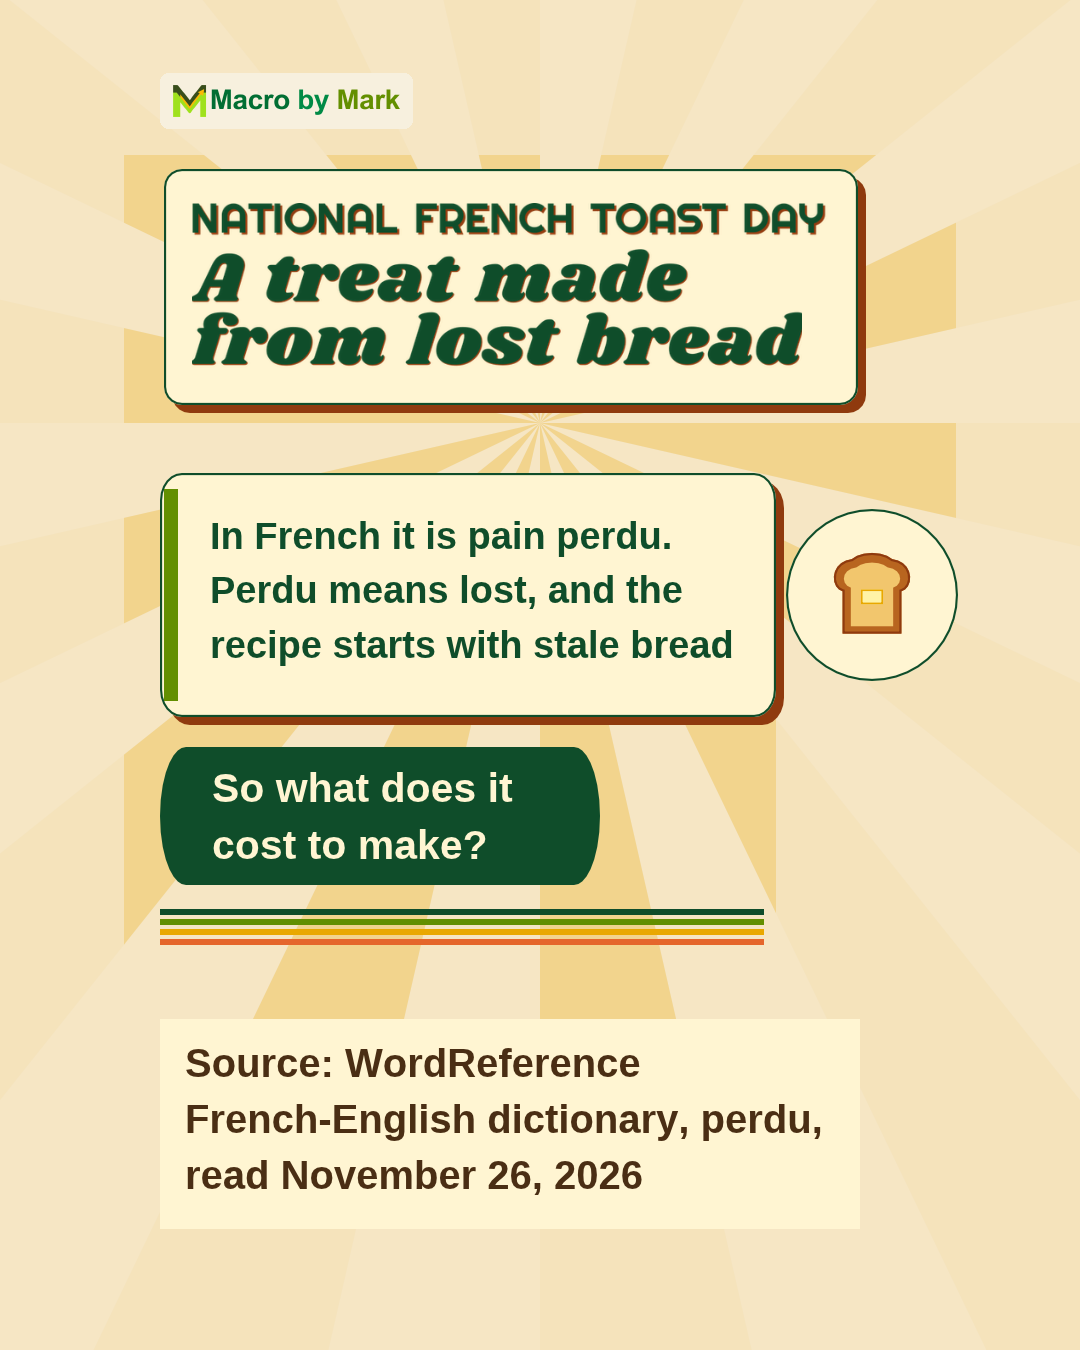 Macro by Mark
NATIONAL FRENCH TOAST DAY
A treat made
from lost bread
In French it is pain perdu.
Perdu means lost, and the
recipe starts with stale bread
So what does it
cost to make?
Source: WordReference
French-English dictionary, perdu,
read November 26, 2026